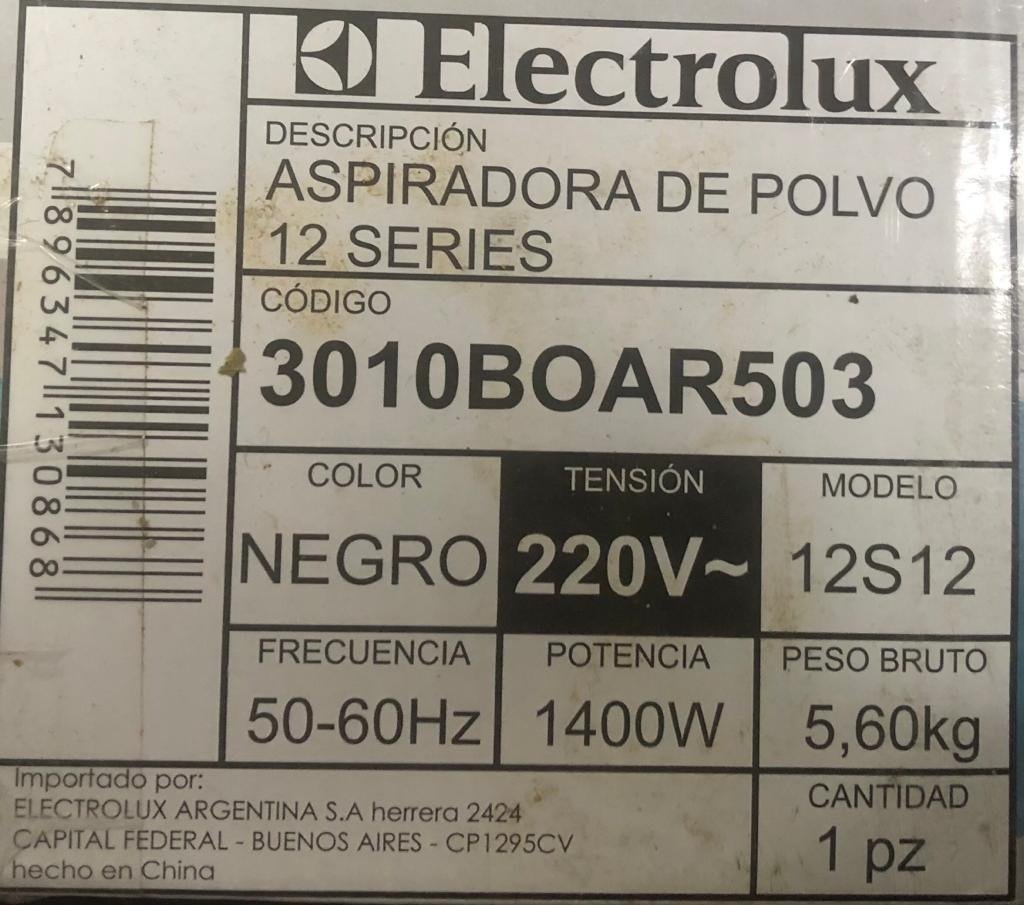 Electrolux
DESCRIPCIÓN
ASPIRADORA DE POLVO
12 SERIES
CÓDIGO
3010BOAR503
COLOR
NEGRO
TENSIÓN
220V~
MODELO
12S12
FRECUENCIA
50-60Hz
POTENCIA
1400W
PESO BRUTO
5,60kg
Importado por:
ELECTROLUX ARGENTINA S.A herrera 2424
CAPITAL FEDERAL - BUENOS AIRES - CP1295CV
hecho en China
CANTIDAD
1 pz
7896347130868